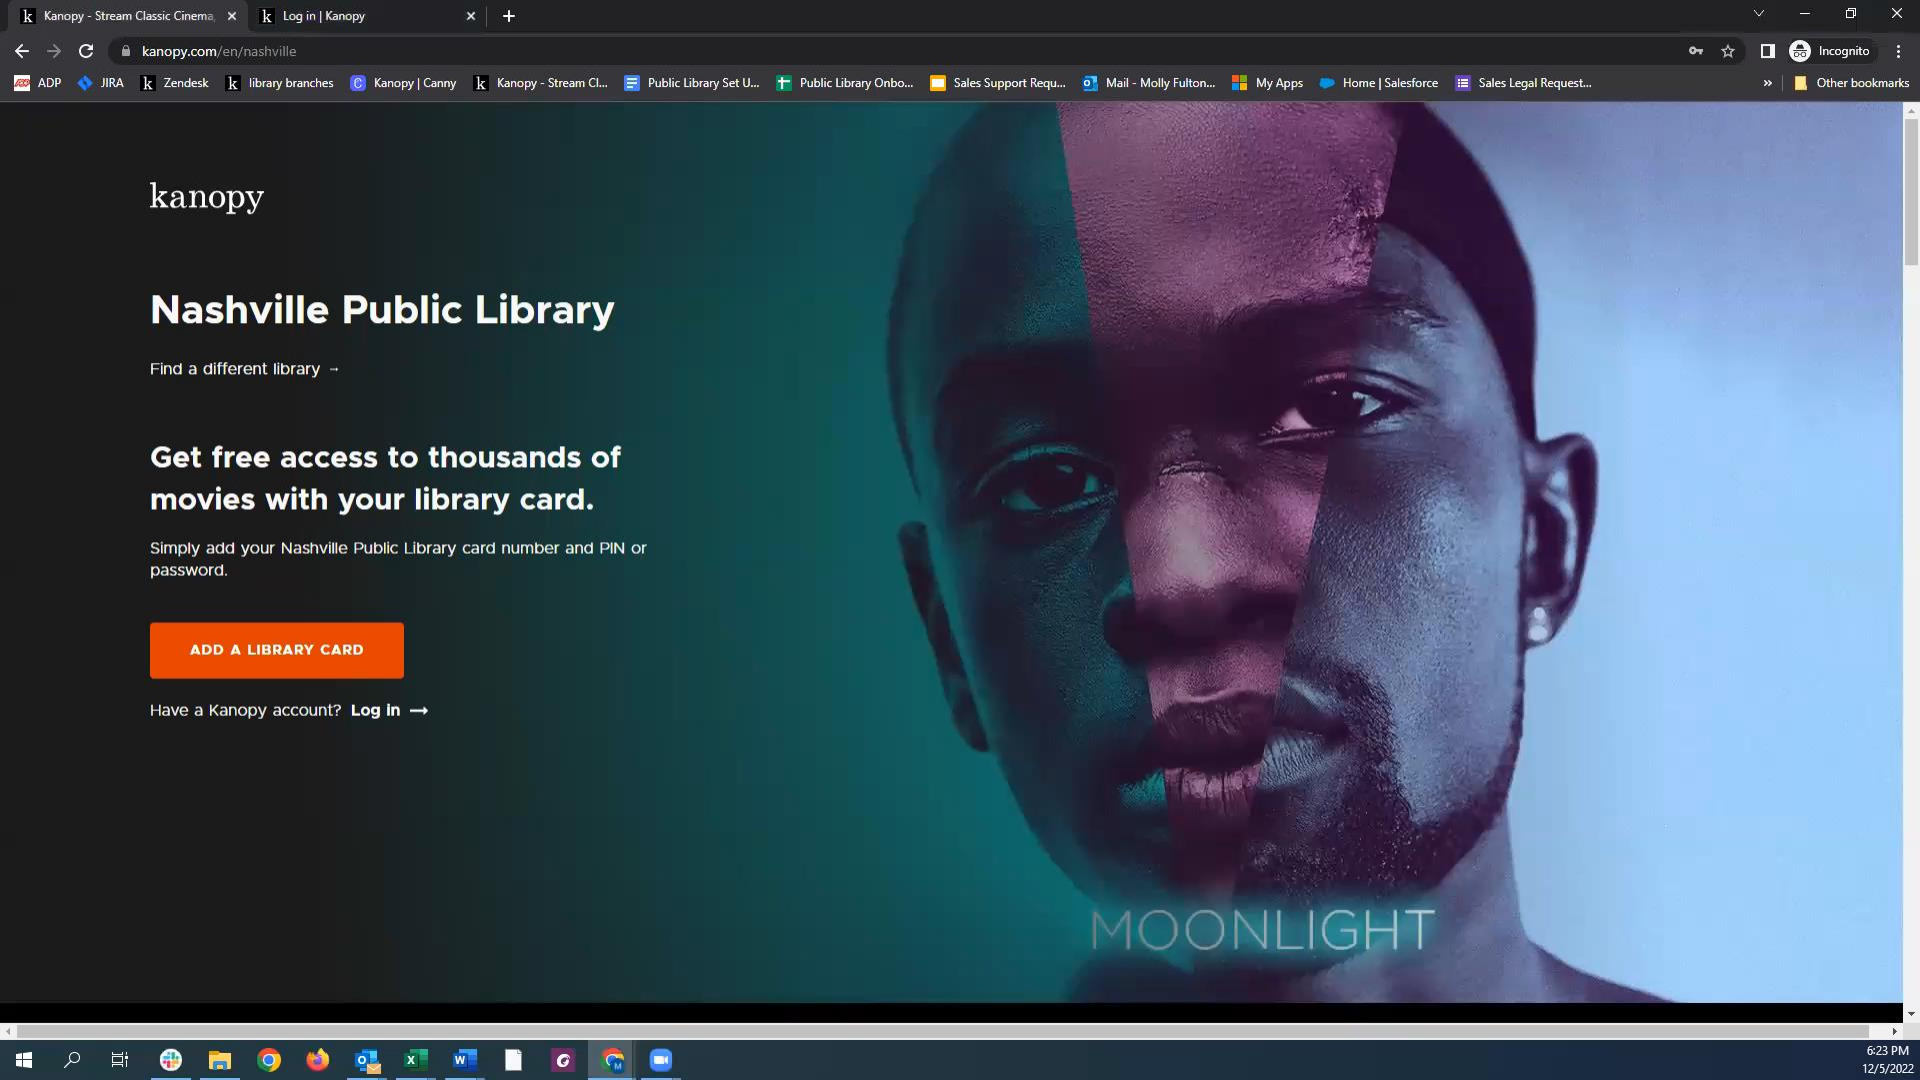 Kanopy - Stream Classic Cinema,
Log in | Kanopy
kanopy.com/en/nashville
Incognito
ADP
JIRA
Zendesk
library branches
Kanopy | Canny
Kanopy - Stream Cl...
Public Library Set U...
Public Library Onbo...
Sales Support Requ...
Mail - Molly Fulton...
My Apps
Home | Salesforce
Sales Legal Request...
Other bookmarks
kanopy
Nashville Public Library
Find a different library →
Get free access to thousands of
movies with your library card.
Simply add your Nashville Public Library card number and PIN or
password.
ADD A LIBRARY CARD
Have a Kanopy account? Log in →
MOONLIGHT
6:23 PM
12/5/2022